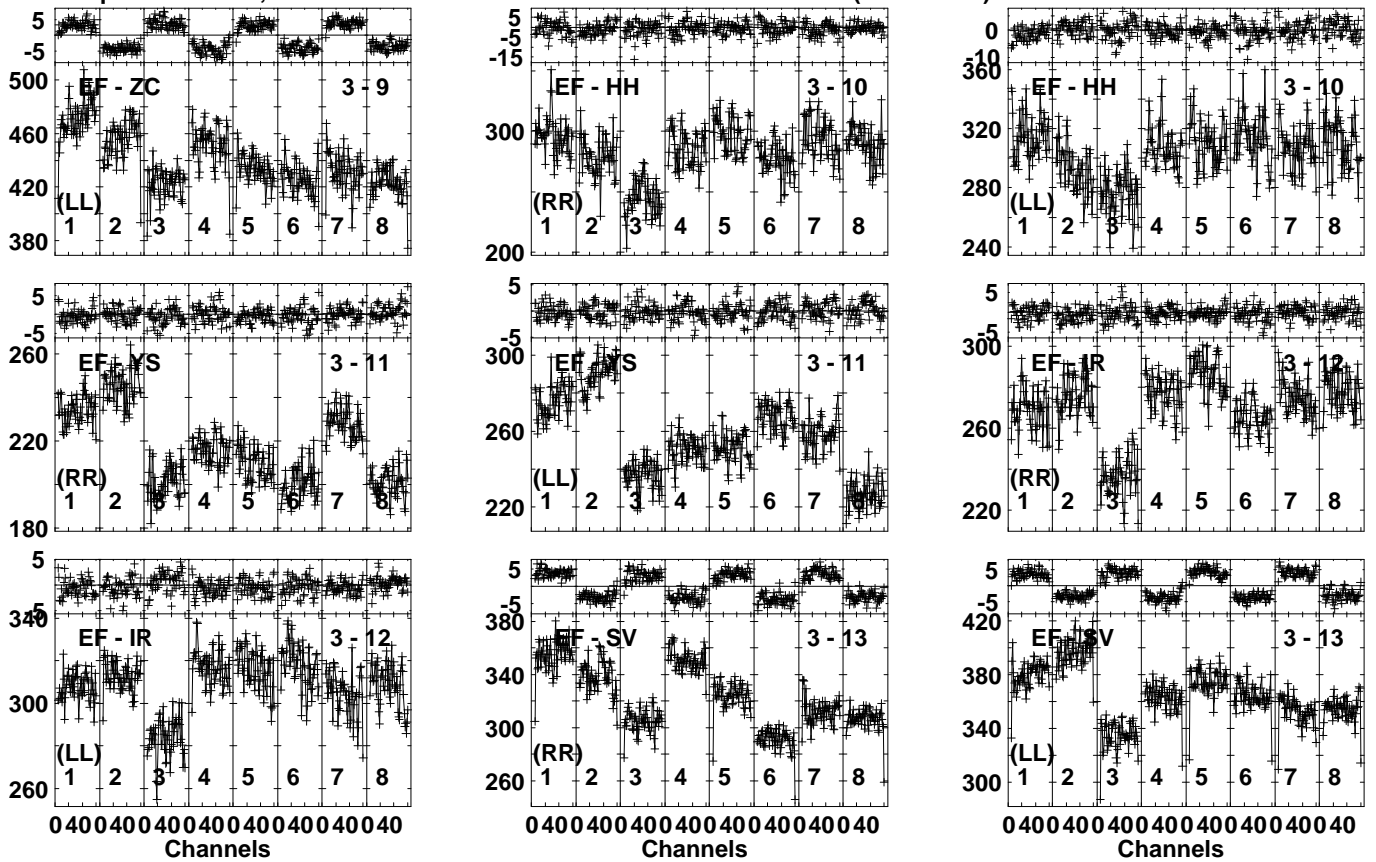 5 5
0
-5 -5
-15 -10
500 EF - ZC 3 - 9 EF - HH 3 - 10 360 EF - HH 3 - 10
460 300 320
420 280
(LL) (RR) (LL)
1 2 3 4 5 6 7 8 1 2 3 4 5 6 7 8 1 2 3 4 5 6 7 8
380 200 240
5 5 5
-5 -5 -5
260 EF - YS 3 - 11 300 EF - YS 3 - 11 300 EF - IR 3 - 12
220 260 260
(RR) (LL) (RR)
1 2 3 4 5 6 7 8 1 2 3 4 5 6 7 8 1 2 3 4 5 6 7 8
180 220 220
5 5 5
-5 -5 -5
340 EF - IR 3 - 12 380 EF - SV 3 - 13 420 EF - SV 3 - 13
340 380
300 300 340
(LL) (RR) (LL)
1 2 3 4 5 6 7 8 1 2 3 4 5 6 7 8 1 2 3 4 5 6 7 8
260 260 300
0 40 0 40 0 40 0 40 0 40 0 40 0 40 0 40 0 40 0 40 0 40 0 40 0 40 0 40 0 40 0 40 0 40 0 40 0 40 0 40 0 40 0 40 0 40 0 40
Channels Channels Channels